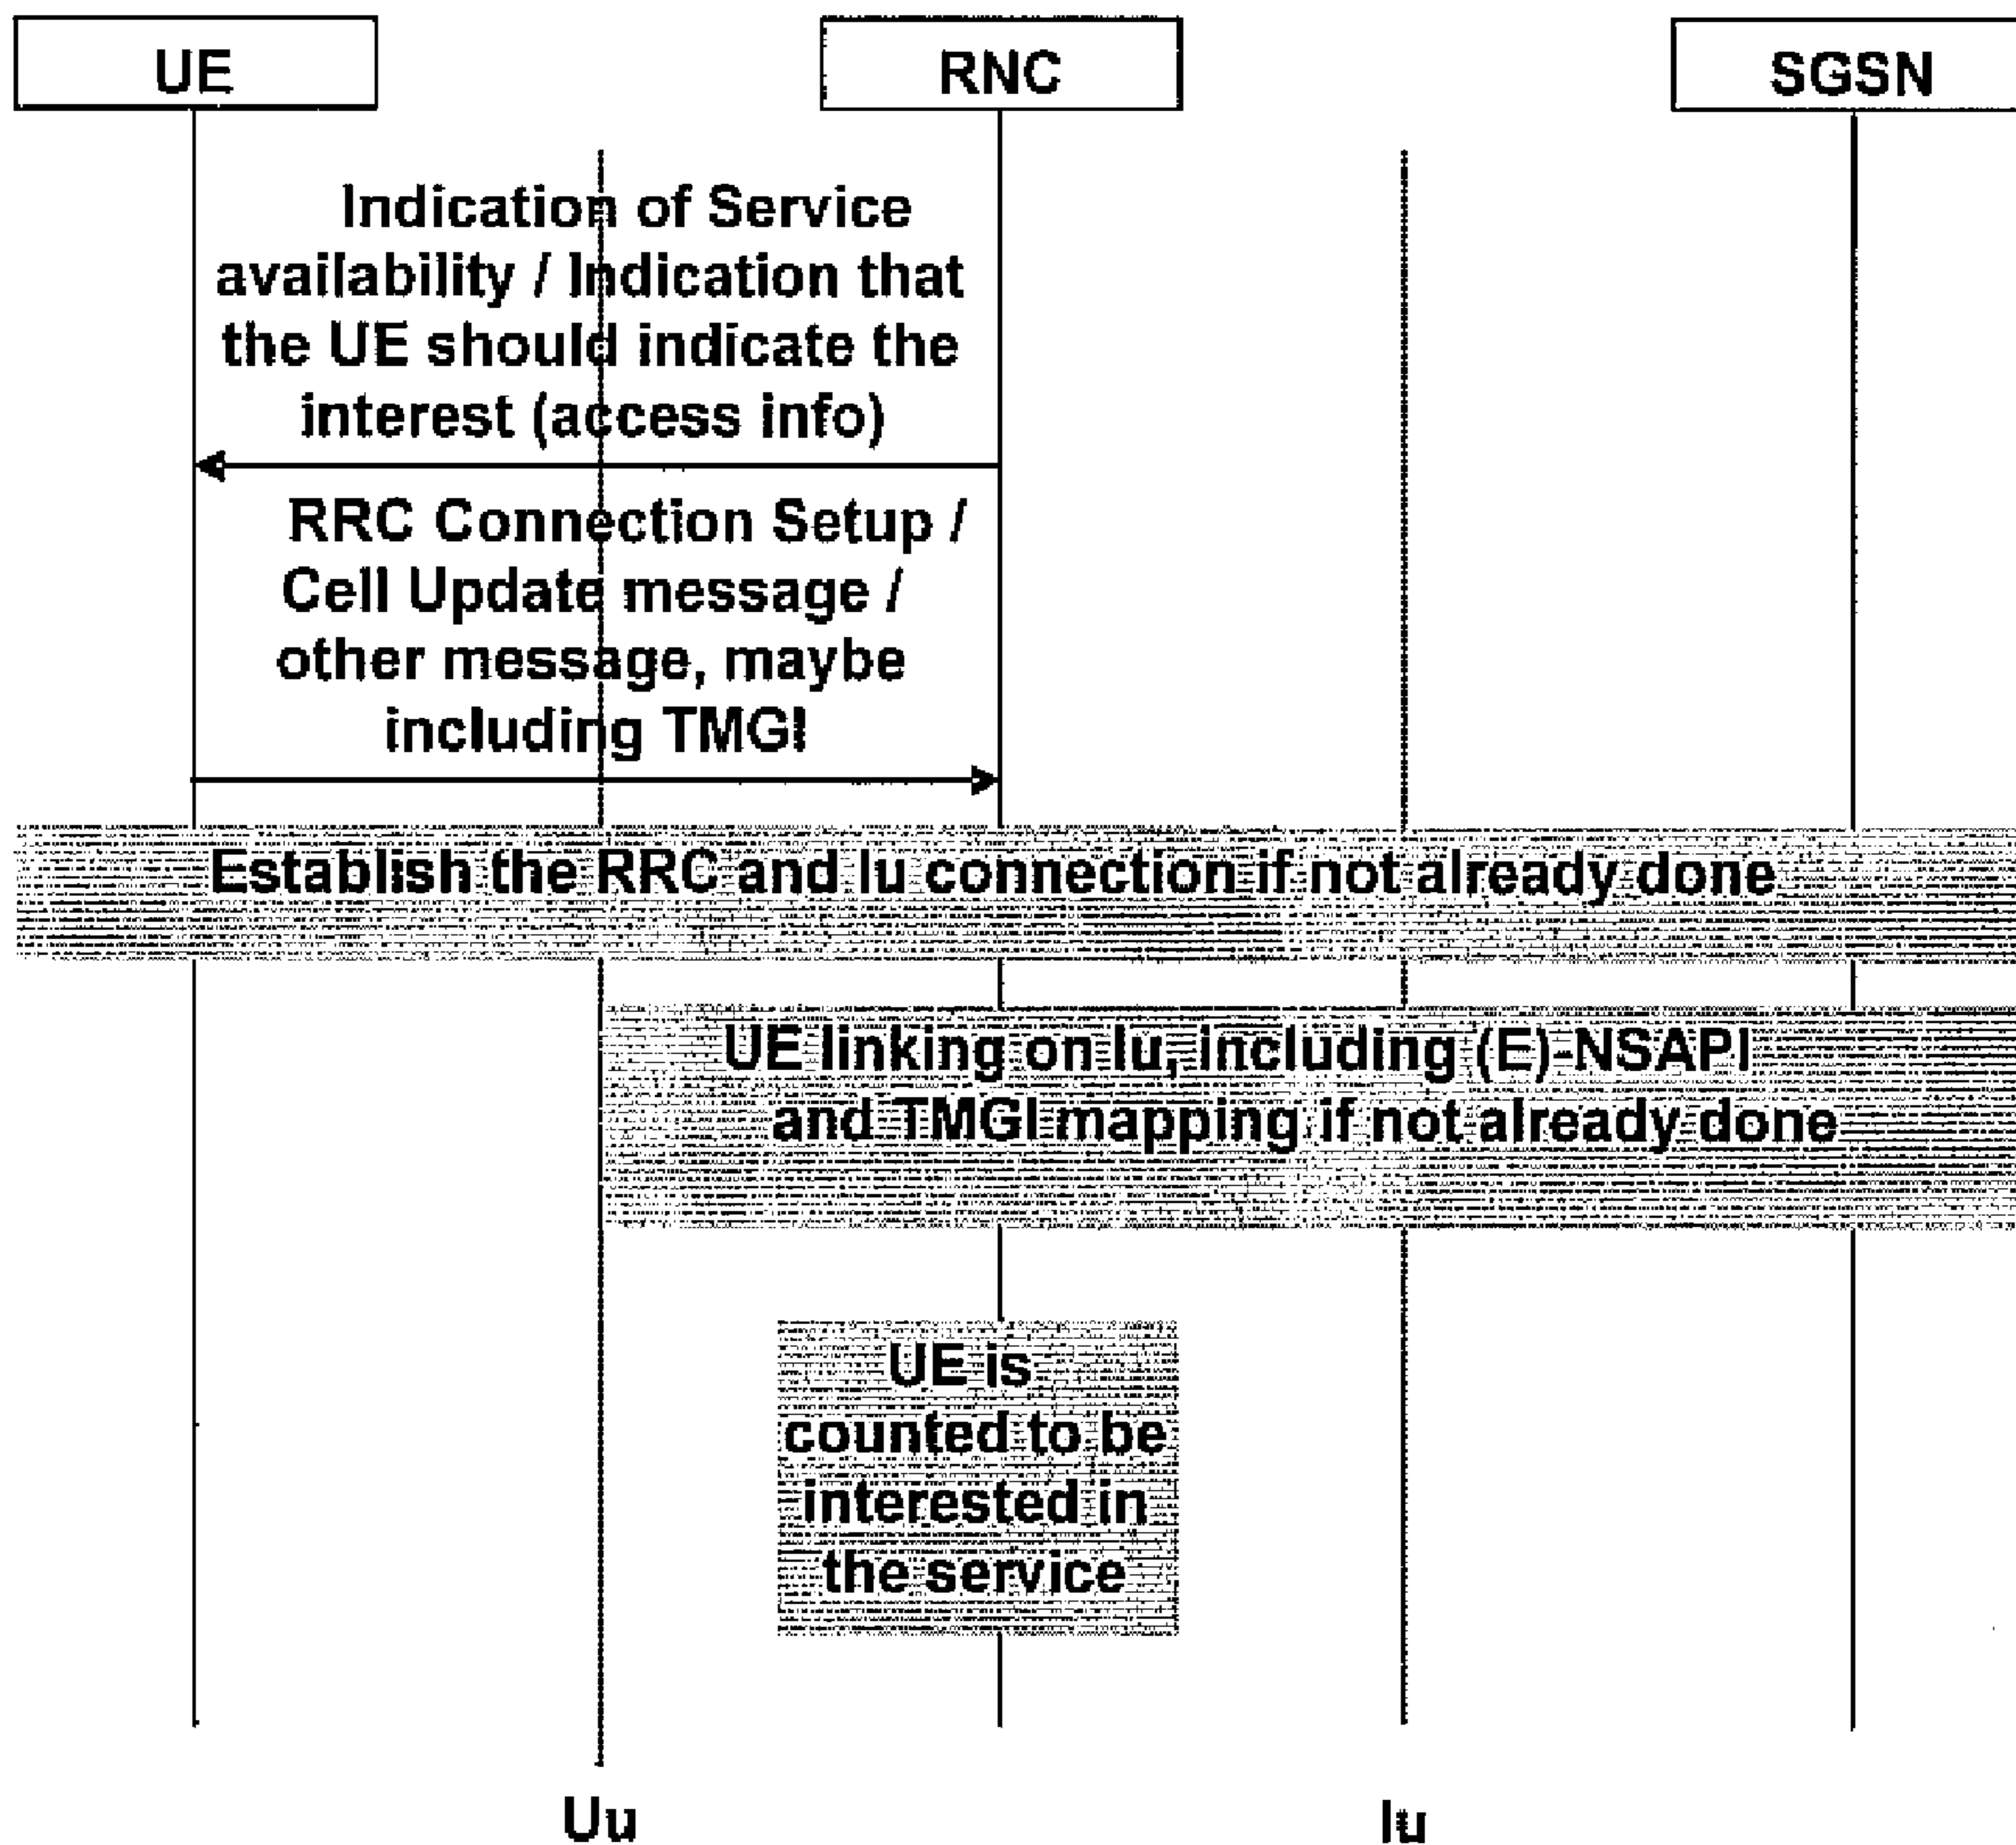 UE
RNC
SGSN
Indication of Service
availability / Indication that
the UE should indicate the
interest (access info)
RRC Connection Setup /
Cell Update message /
other message, maybe
including TMGI
Establish the RRC and Iu connection if not already done
UE linking on Iu, including (E)-NSAPI
and TMGI mapping if not already done
UE is
counted to be
interested in
the service
Uu
Iu